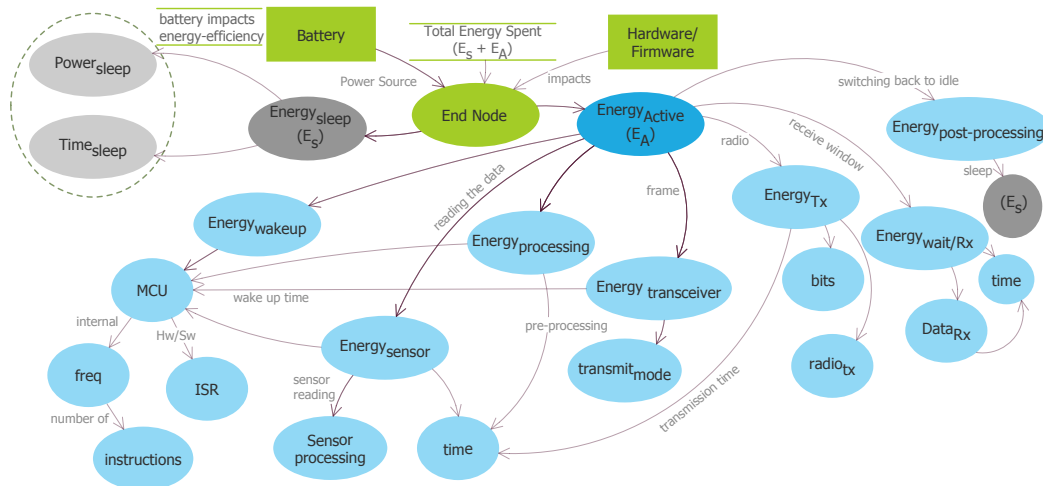 battery impacts
energy-efficiency
Battery
Total Energy Spent
(Es + EA)
Hardware/
Firmware
Powersleep
Power Source
impacts
switching back to idle
Energysleep
(Es)
End Node
EnergyActive
(EA)
Energypost-processing
Timesleep
radio
receive window
reading the data
frame
sleep
EnergyTx
(Es)
Energywakeup
Energyprocessing
Energywait/Rx
MCU
wake up time
Energy transceiver
bits
time
internal
Hw/Sw
pre-processing
Energysensor
DataRx
freq
ISR
sensor
reading
transmitmode
radiotx
number of
transmission time
instructions
Sensor
processing
time